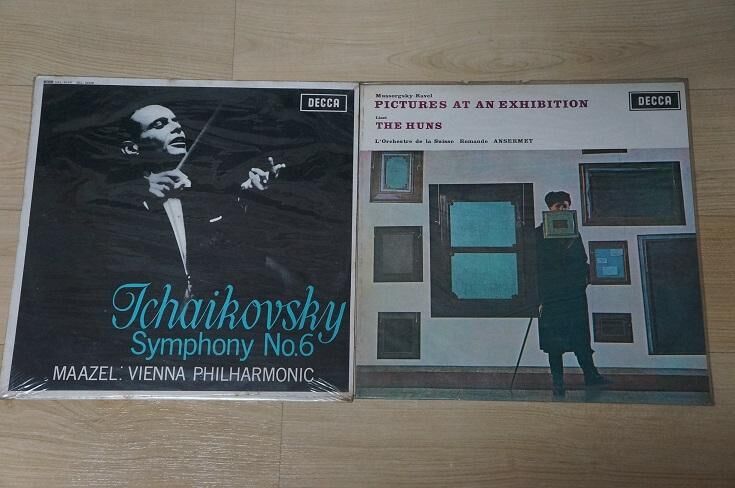 DECCA
Tchaikovsky
Symphony No.6
MAAZEL: VIENNA PHILHARMONIC
Mussorgsky-Ravel
PICTURES AT AN EXHIBITION
DECCA
Liszt
THE HUNS
L'Orchestre de la Suisse Romande ANSERMET